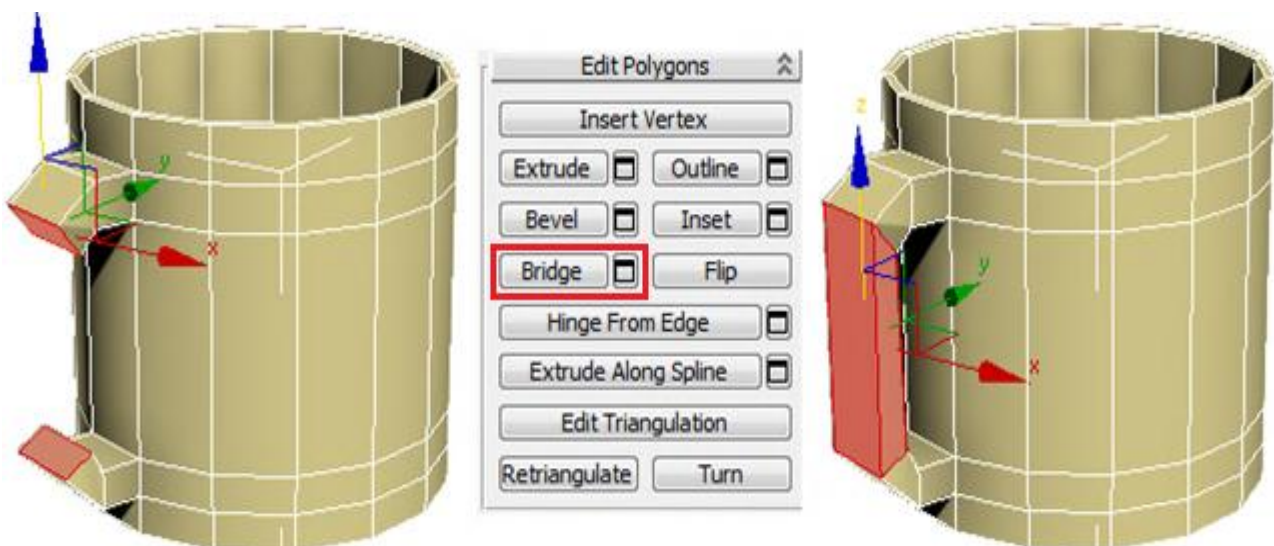 Edit Polygons
Insert Vertex
Extrude Outline
Bevel Inset
Bridge Flip
Hinge From Edge
Extrude Along Spline
Edit Triangulation
Retriangulate Turn
y
x
z
y
x